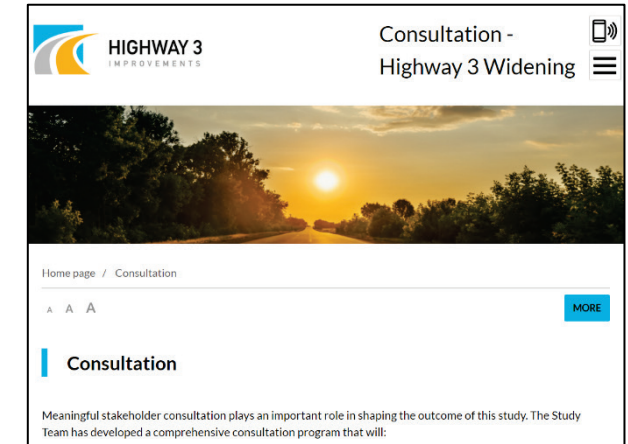 HIGHWAY 3
IMPROVEMENTS
Consultation -
Highway 3 Widening
Home page / Consultation
A A A
MORE
Consultation
Meaningful stakeholder consultation plays an important role in shaping the outcome of this study. The Study
Team has developed a comprehensive consultation program that will: